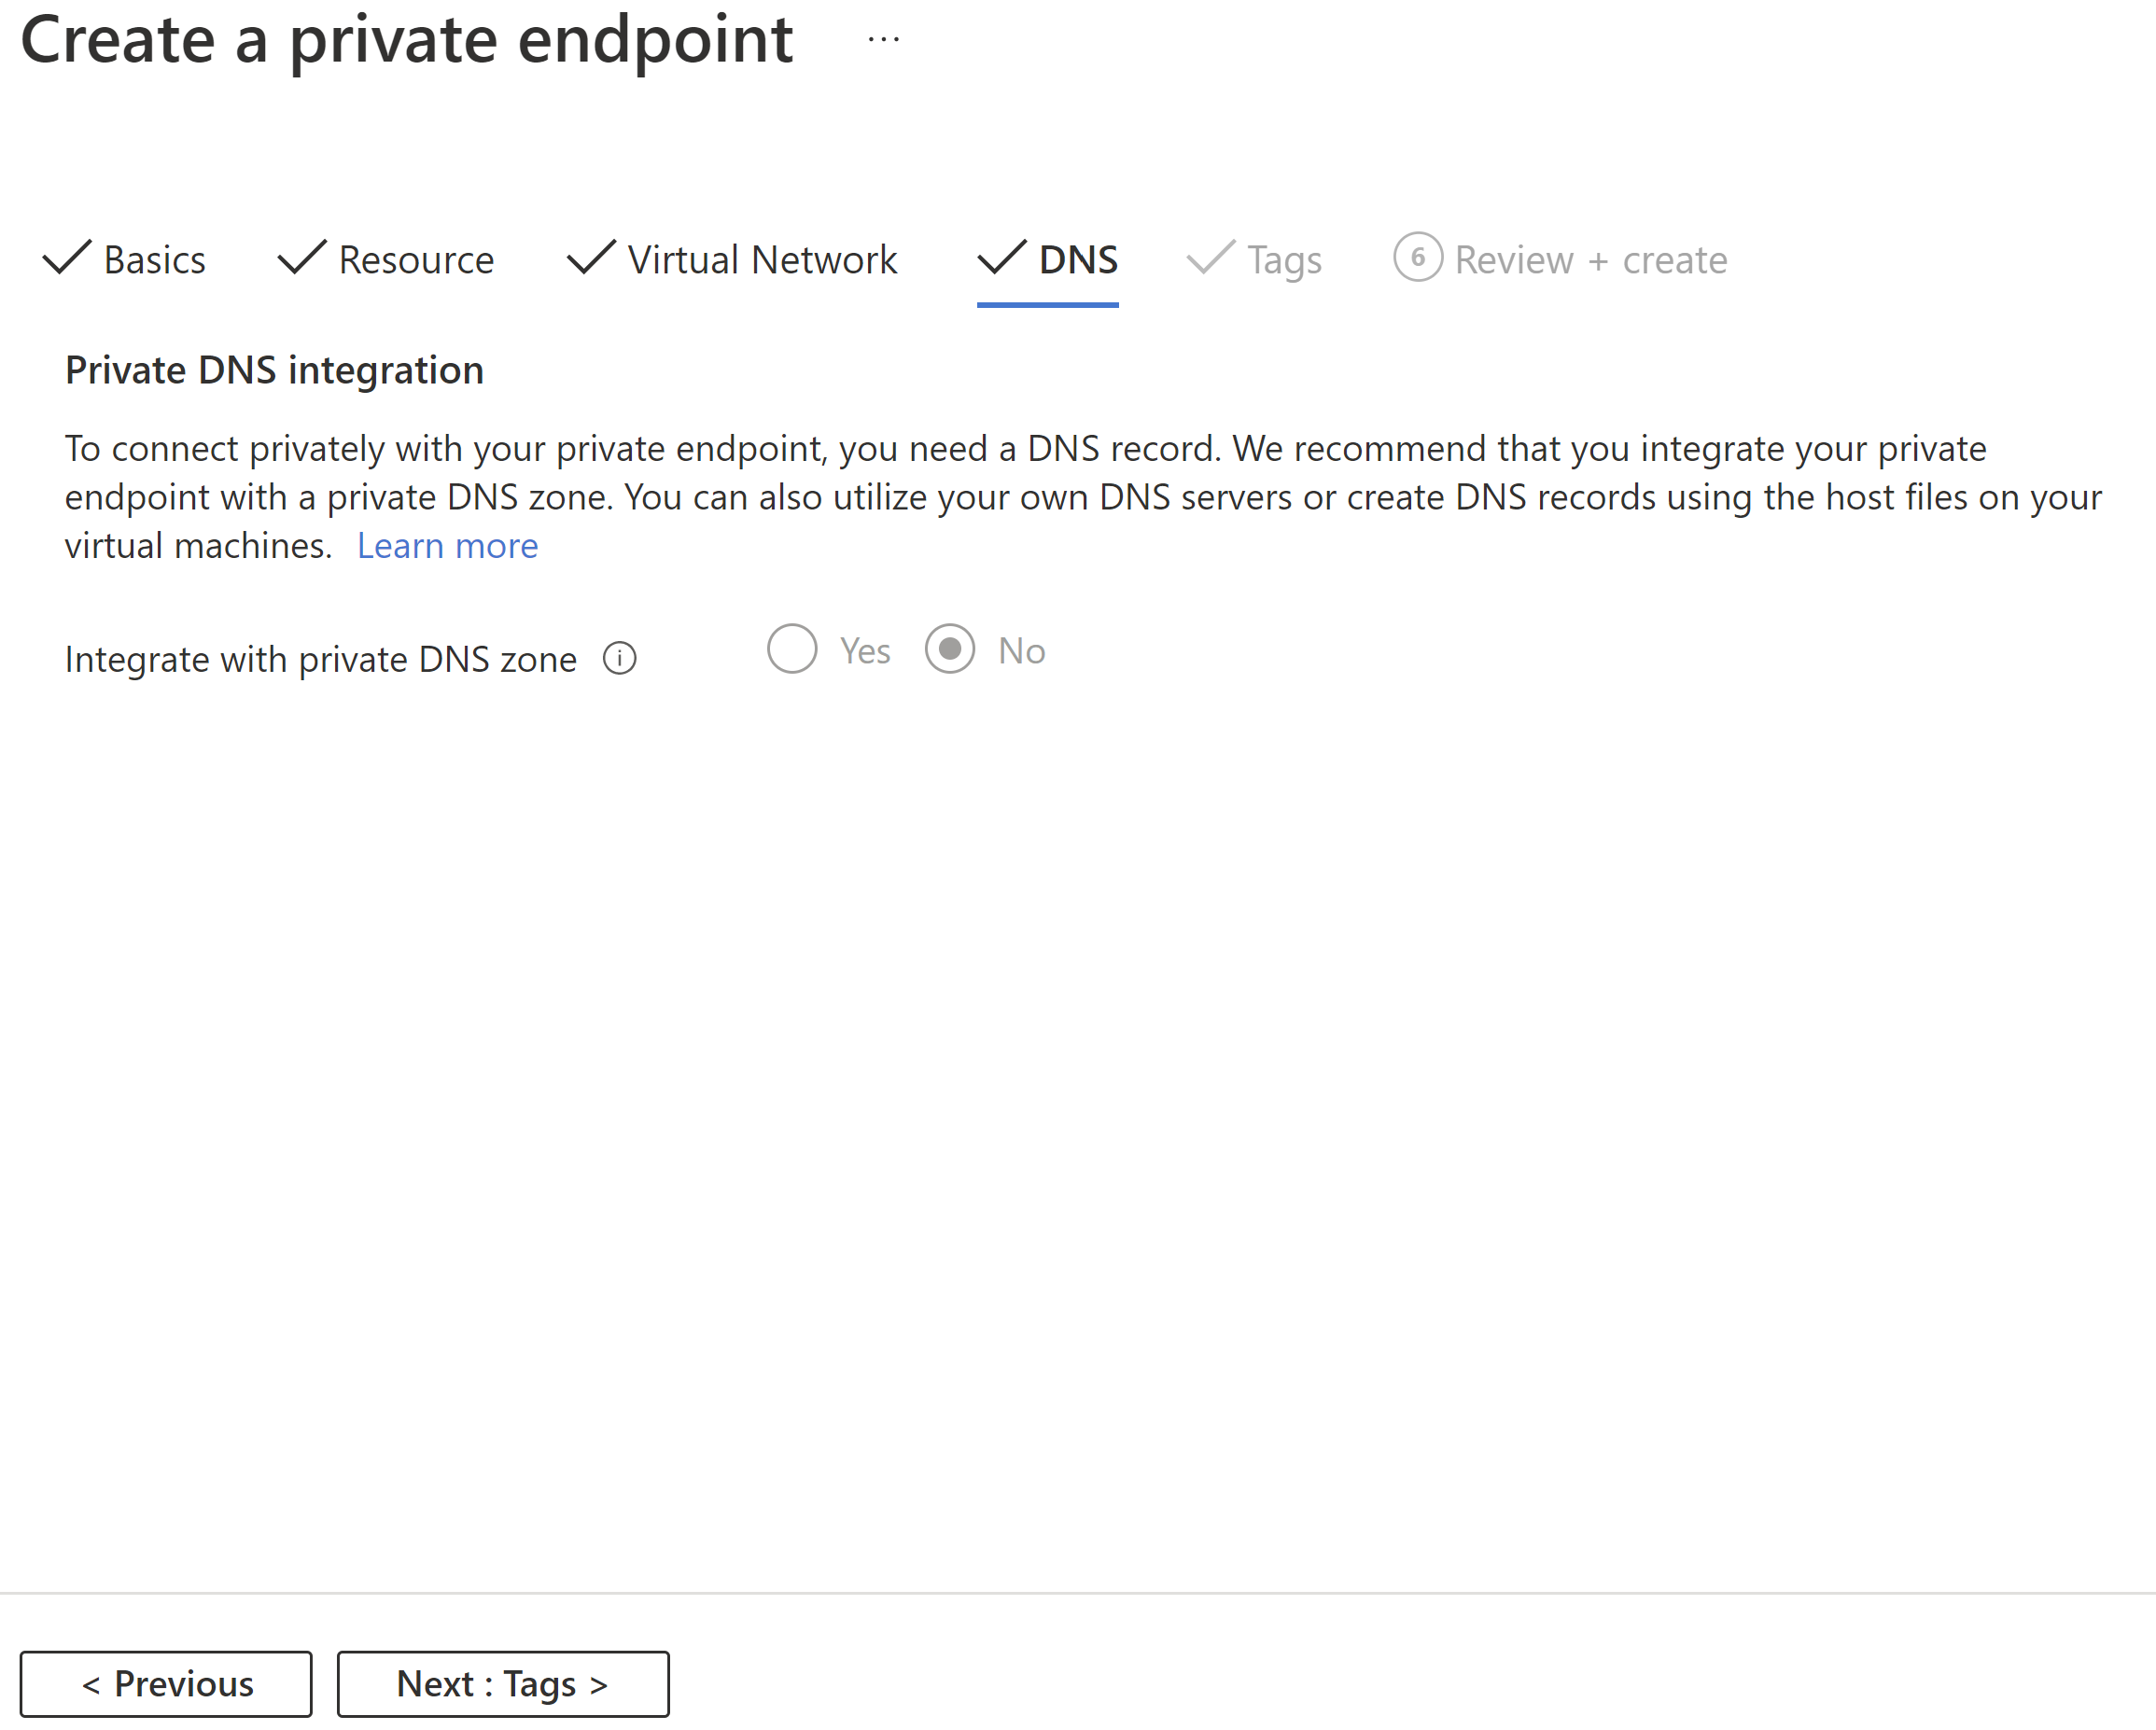 Create a private endpoint ...
Basics Resource Virtual Network DNS Tags 6 Review + create
Private DNS integration
To connect privately with your private endpoint, you need a DNS record. We recommend that you integrate your private
endpoint with a private DNS zone. You can also utilize your own DNS servers or create DNS records using the host files on your
virtual machines. Learn more
Integrate with private DNS zone i Yes No
< Previous Next : Tags >